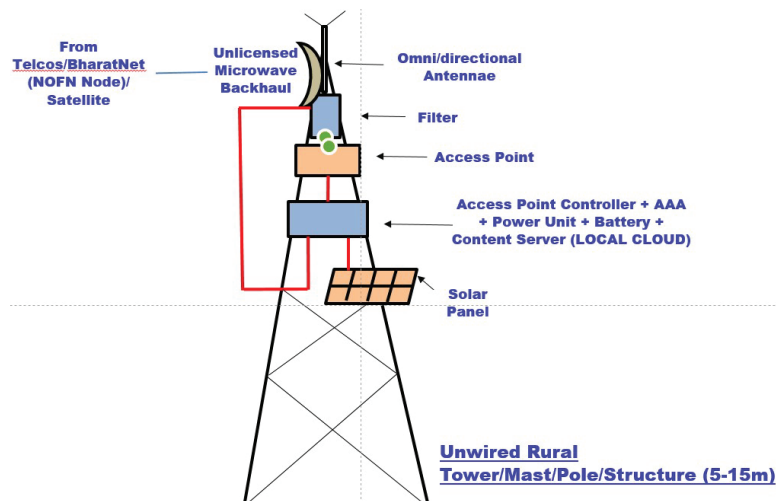 From
Telcos/BharatNet
(NOFN Node)/
Satellite
Unlicensed
Microwave
Backhaul
Omni/directional
Antennae
Filter
Access Point
Access Point Controller + AAA
+ Power Unit + Battery +
Content Server (LOCAL CLOUD)
Solar
Panel
Unwired Rural
Tower/Mast/Pole/Structure (5-15m)